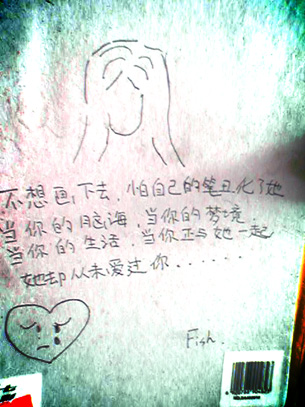 不想画下去,怕自己的笔丑化了她
当你的脑海,当你的梦境,
当你的生活,当你正与她一起
她却从未爱过你......
Fish.